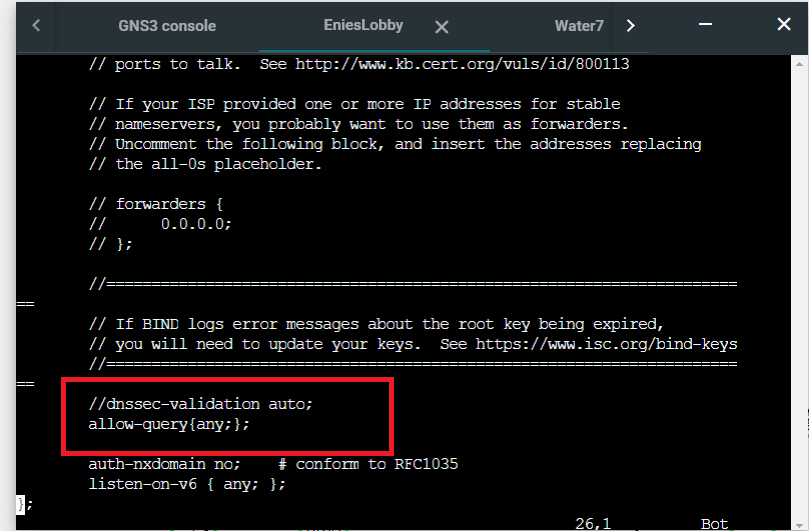 GNS3 console EniesLobby Water7
// ports to talk.  See http://www.kb.cert.org/vuls/id/800113
// If your ISP provided one or more IP addresses for stable
// nameservers, you probably want to use them as forwarders.
// Uncomment the following block, and insert the addresses replacing
// the all-0s placeholder.
// forwarders {
//      0.0.0.0;
// };
//======================================================================
==
// If BIND logs error messages about the root key being expired,
// you will need to update your keys.  See https://www.isc.org/bind-keys
//======================================================================
==
//dnssec-validation auto;
allow-query{any;};
auth-nxdomain no;    # conform to RFC1035
listen-on-v6 { any; };
};
26,1 Bot